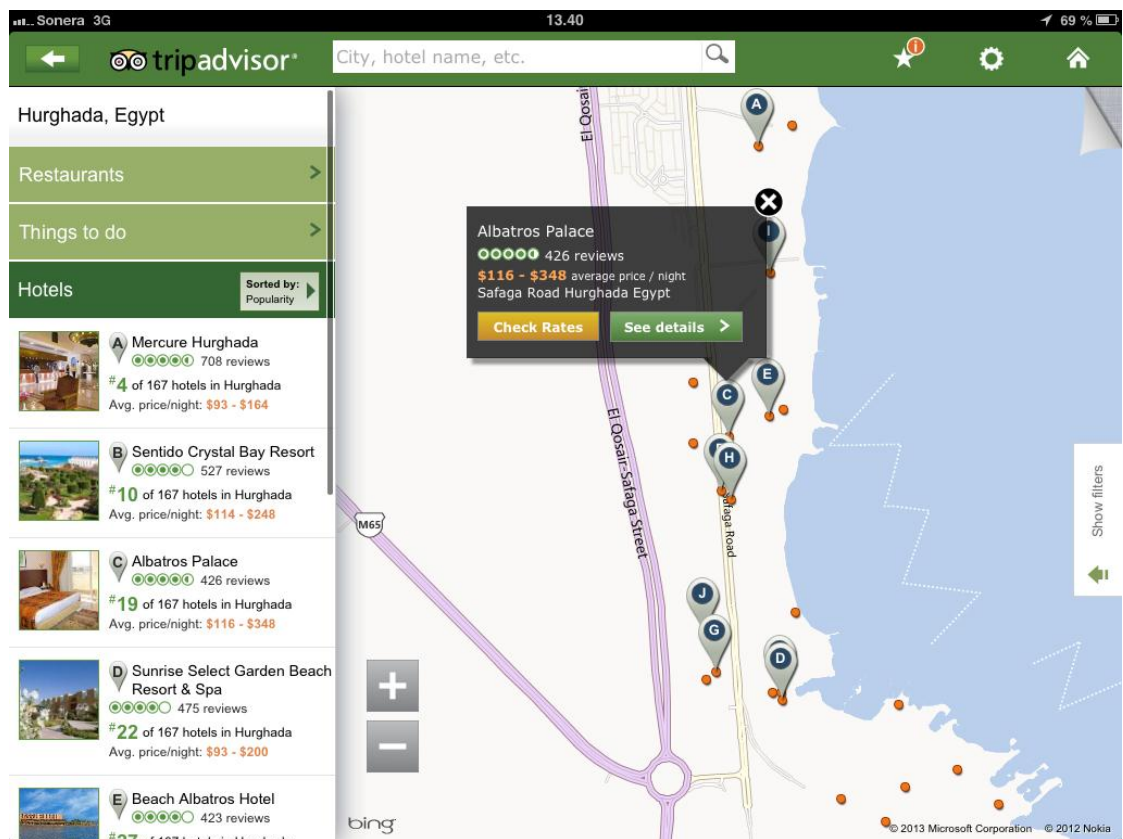 Sonera 3G 13.40 69 %
tripadvisor City, hotel name, etc.
Hurghada, Egypt
Restaurants
Things to do
Hotels
Sorted by:
Popularity
A Mercure Hurghada
708 reviews
#4 of 167 hotels in Hurghada
Avg. price/night: $93 - $164
B Sentido Crystal Bay Resort
527 reviews
#10 of 167 hotels in Hurghada
Avg. price/night: $114 - $248
C Albatros Palace
426 reviews
#19 of 167 hotels in Hurghada
Avg. price/night: $116 - $348
D Sunrise Select Garden Beach
Resort & Spa
475 reviews
#22 of 167 hotels in Hurghada
Avg. price/night: $93 - $200
E Beach Albatros Hotel
423 reviews
El Qosai
A
I
Albatros Palace
426 reviews
$116 - $348 average price / night
Safaga Road Hurghada Egypt
Check Rates
See details
E
C
H
El Qosair-Safaga Street
Safaga Road
M65
Show filters
J
G
D
bing
© 2013 Microsoft Corporation © 2012 Nokia